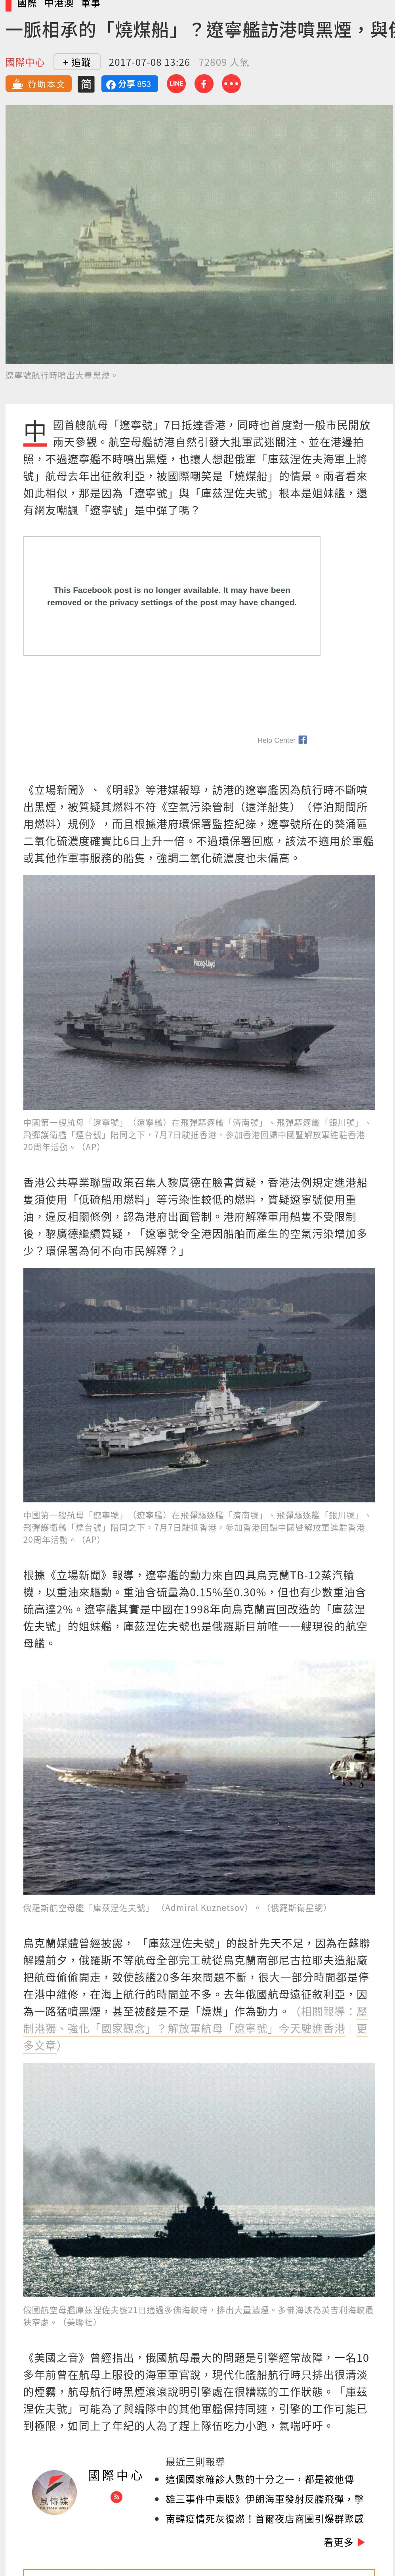 國際 中港澳 軍事
一脈相承的「燒煤船」？遼寧艦訪港噴黑煙，與俄
國際中心 + 追蹤 2017-07-08 13:26 72809 人氣
贊助本文 简 分享 853 LINE
遼寧號航行時噴出大量黑煙。
中國首艘航母「遼寧號」7日抵達香港，同時也首度對一般市民開放
兩天參觀。航空母艦訪港自然引發大批軍武迷關注、並在港邊拍
照，不過遼寧艦不時噴出黑煙，也讓人想起俄軍「庫茲涅佐夫海軍上將
號」航母去年出征敘利亞，被國際嘲笑是「燒煤船」的情景。兩者看來
如此相似，那是因為「遼寧號」與「庫茲涅佐夫號」根本是姐妹艦，還
有網友嘲諷「遼寧號」是中彈了嗎？
This Facebook post is no longer available. It may have been
removed or the privacy settings of the post may have changed.
Help Center
《立場新聞》、《明報》等港媒報導，訪港的遼寧艦因為航行時不斷噴
出黑煙，被質疑其燃料不符《空氣污染管制（遠洋船隻）（停泊期間所
用燃料）規例》，而且根據港府環保署監控紀錄，遼寧號所在的葵涌區
二氧化硫濃度確實比6日上升一倍。不過環保署回應，該法不適用於軍艦
或其他作軍事服務的船隻，強調二氧化硫濃度也未偏高。
Hapag-Lloyd
中國第一艘航母「遼寧號」（遼寧艦）在飛彈驅逐艦「濟南號」、飛彈驅逐艦「銀川號」、
飛彈護衛艦「煙台號」陪同之下，7月7日駛抵香港，參加香港回歸中國暨解放軍進駐香港
20周年活動。（AP）
香港公共專業聯盟政策召集人黎廣德在臉書質疑，香港法例規定進港船
隻須使用「低硫船用燃料」等污染性較低的燃料，質疑遼寧號使用重
油，違反相關條例，認為港府出面管制。港府解釋軍用船隻不受限制
後，黎廣德繼續質疑，「遼寧號令全港因船舶而產生的空氣污染增加多
少？環保署為何不向市民解釋？」
中國第一艘航母「遼寧號」（遼寧艦）在飛彈驅逐艦「濟南號」、飛彈驅逐艦「銀川號」、
飛彈護衛艦「煙台號」陪同之下，7月7日駛抵香港，參加香港回歸中國暨解放軍進駐香港
20周年活動。（AP）
根據《立場新聞》報導，遼寧艦的動力來自四具烏克蘭TB-12蒸汽輪
機，以重油來驅動。重油含硫量為0.15%至0.30%，但也有少數重油含
硫高達2%。遼寧艦其實是中國在1998年向烏克蘭買回改造的「庫茲涅
佐夫號」的姐妹艦，庫茲涅佐夫號也是俄羅斯目前唯一一艘現役的航空
母艦。
俄羅斯航空母艦「庫茲涅佐夫號」 （Admiral Kuznetsov）。（俄羅斯衛星網）
烏克蘭媒體曾經披露， 「庫茲涅佐夫號」的設計先天不足，因為在蘇聯
解體前夕，俄羅斯不等航母全部完工就從烏克蘭南部尼古拉耶夫造船廠
把航母偷偷開走，致使該艦20多年來問題不斷，很大一部分時間都是停
在港中維修，在海上航行的時間並不多。去年俄國航母遠征敘利亞，因
為一路猛噴黑煙，甚至被酸是不是「燒煤」作為動力。（相關報導：壓
制港獨、強化「國家觀念」？解放軍航母「遼寧號」今天駛進香港｜更
多文章）
俄國航空母艦庫茲涅佐夫號21日通過多佛海峽時，排出大量濃煙。多佛海峽為英吉利海峽最
狹窄處。（美聯社）
《美國之音》曾經指出，俄國航母最大的問題是引擎經常故障，一名10
多年前曾在航母上服役的海軍軍官說，現代化艦船航行時只排出很清淡
的煙霧，航母航行時黑煙滾滾說明引擎處在很糟糕的工作狀態。「庫茲
涅佐夫號」可能為了與編隊中的其他軍艦保持同速，引擎的工作可能已
到極限，如同上了年紀的人為了趕上隊伍吃力小跑，氣喘吁吁。
風傳媒
THE STORM MEDIA
國際中心
最近三則報導
這個國家確診人數的十分之一，都是被他傳
雄三事件中東版》伊朗海軍發射反艦飛彈，擊
南韓疫情死灰復燃！首爾夜店商圈引爆群聚感
看更多